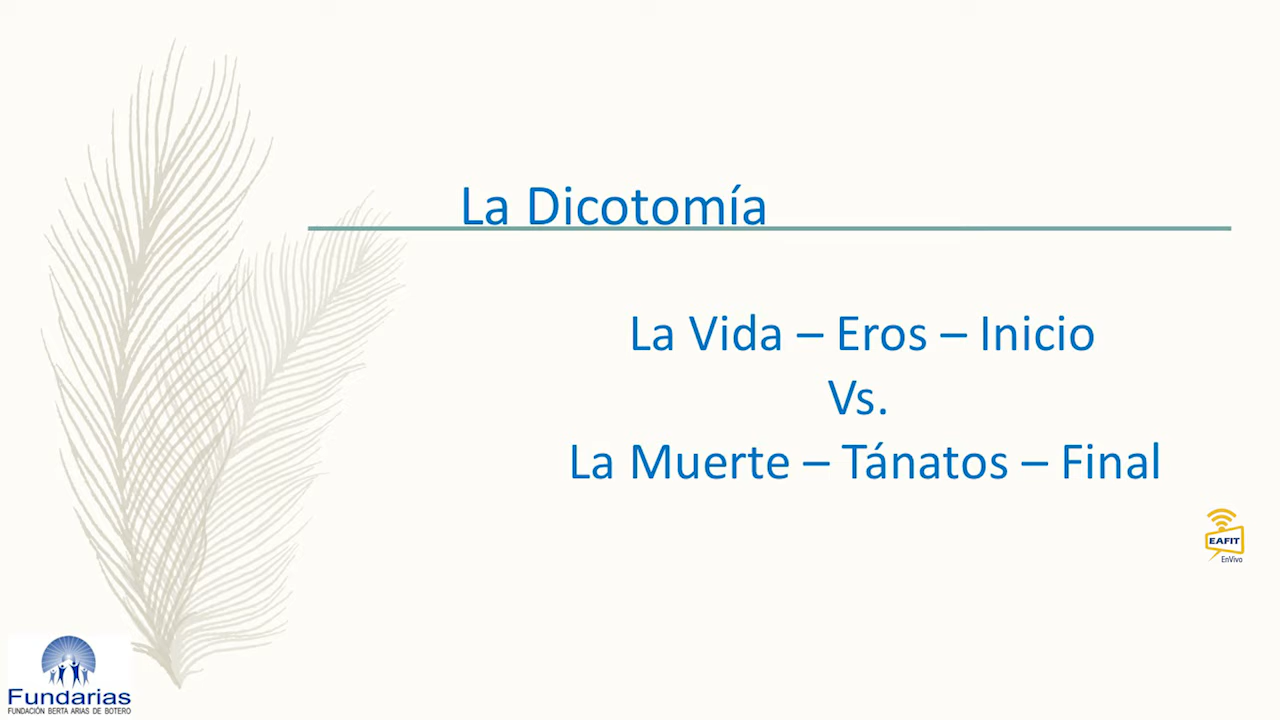 La Dicotomía
La Vida – Eros – Inicio
Vs.
La Muerte – Tánatos – Final
EAFIT
EnVivo
Fundarias
FUNDACIÓN BERTA ARIAS DE BOTERO